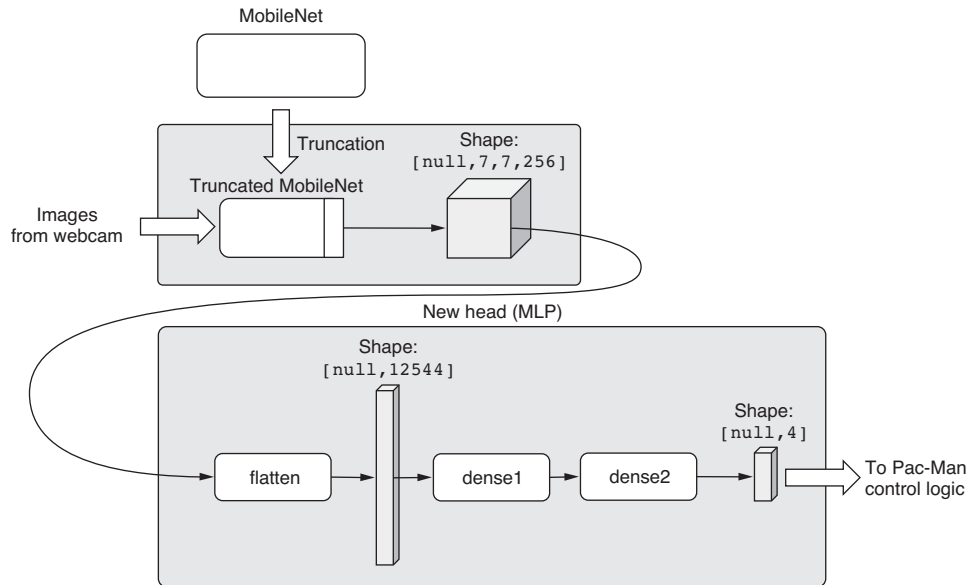 MobileNet
Truncation
Shape:
[null,7,7,256]
Truncated MobileNet
Images
from webcam
New head (MLP)
Shape:
[null,12544]
Shape:
[null,4]
flatten
dense1
dense2
To Pac-Man
control logic